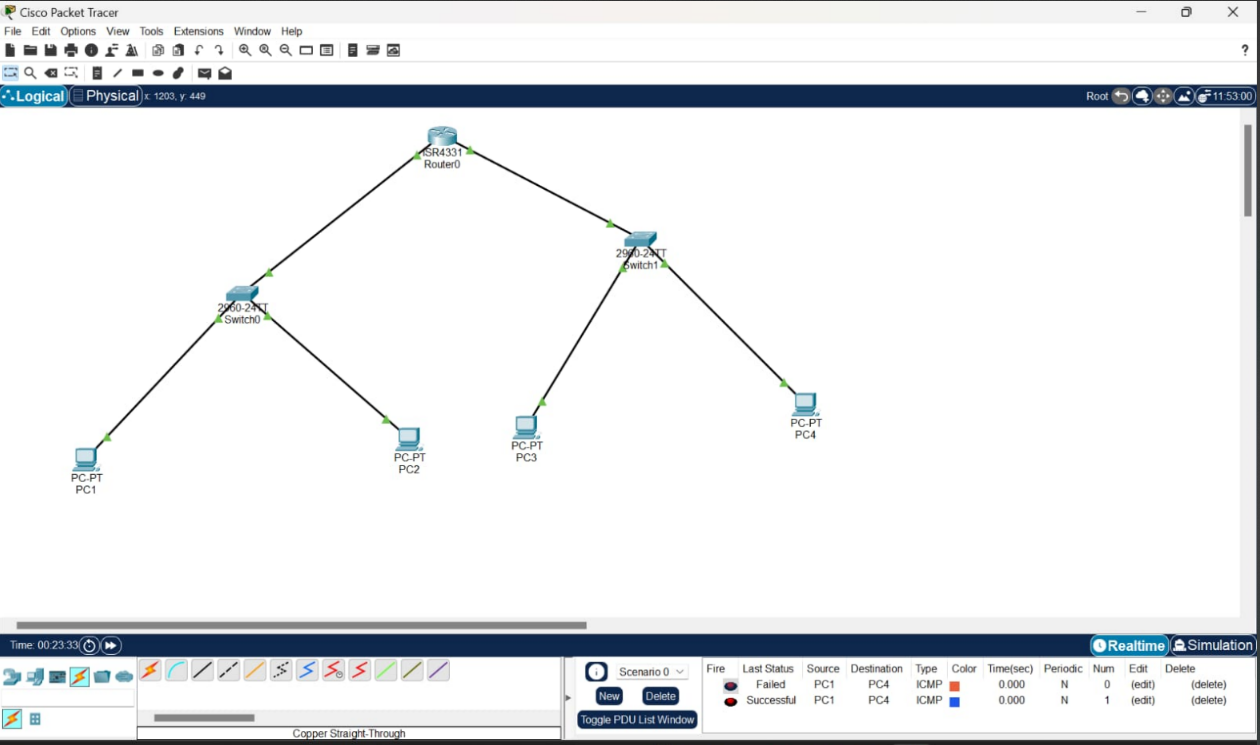 Cisco Packet Tracer
File Edit Options View Tools Extensions Window Help
?
Logical Physical x: 1203, y: 449 Root 11:53:00
ISR4331
Router0
2960-24TT
Switch1
2960-24TT
Switch0
PC-PT
PC4
PC-PT
PC3
PC-PT
PC2
PC-PT
PC1
Time: 00:23:33 Realtime Simulation
Scenario 0
New Delete
Toggle PDU List Window
Copper Straight-Through
Fire Last Status Source Destination Type Color Time(sec) Periodic Num Edit Delete
Failed PC1 PC4 ICMP 0.000 N 0 (edit) (delete)
Successful PC1 PC4 ICMP 0.000 N 1 (edit) (delete)